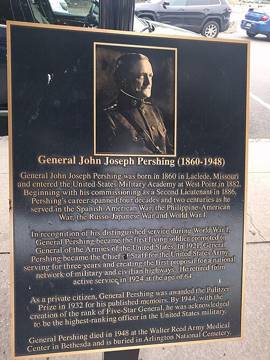 General John Joseph Pershing (1860-1948)
General John Joseph Pershing was born in 1860 in Laclede, Missouri
and entered the United States Military Academy at West Point in 1882.
Beginning with his commissioning as a Second Lieutenant in 1886,
Pershing's career spanned four decades and two centuries as he
served in the Spanish-American War, the Philippine-American
War, the Russo-Japanese War and World War I.
In recognition of his distinguished service during World War I,
General Pershing became the first living soldier promoted to
General of the Armies of the United States. In 1921, General
Pershing became the Chief of Staff for the United States Army,
serving for three years and creating the first proposal for a national
network of military and civilian highways. He retired from
active service in 1924 at the age of 64.
As a private citizen, General Pershing was awarded the Pulitzer
Prize in 1932 for his published memoirs. By 1944, with the
creation of the rank of Five-Star General, he was acknowledged
to be the highest-ranking officer in the United States military.
General Pershing died in 1948 at the Walter Reed Army Medical
Center in Bethesda and is buried in Arlington National Cemetery.